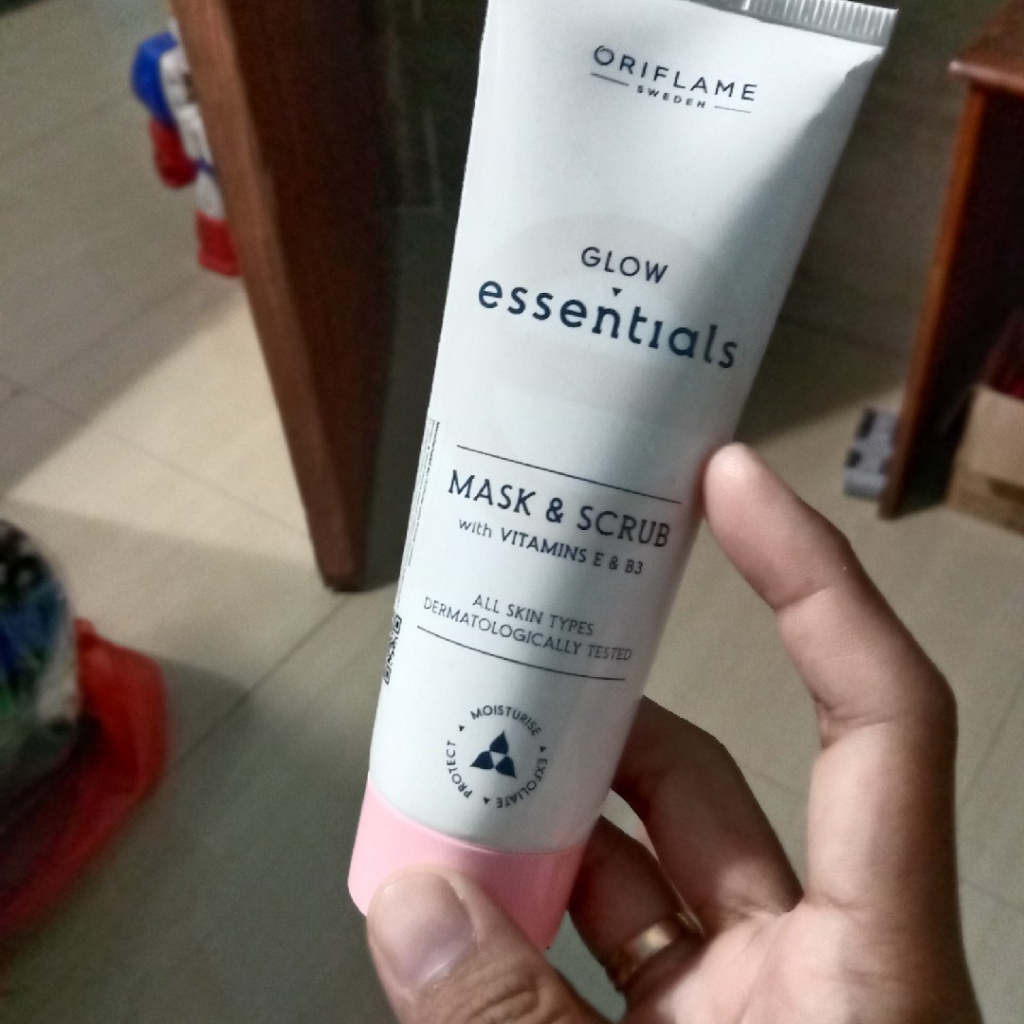 ORIFLAME
SWEDEN
GLOW
essentials
MASK & SCRUB
with VITAMINS E & B3
ALL SKIN TYPES
DERMATOLOGICALLY TESTED
MOISTURISE
EXFOLIATE
PROTECT